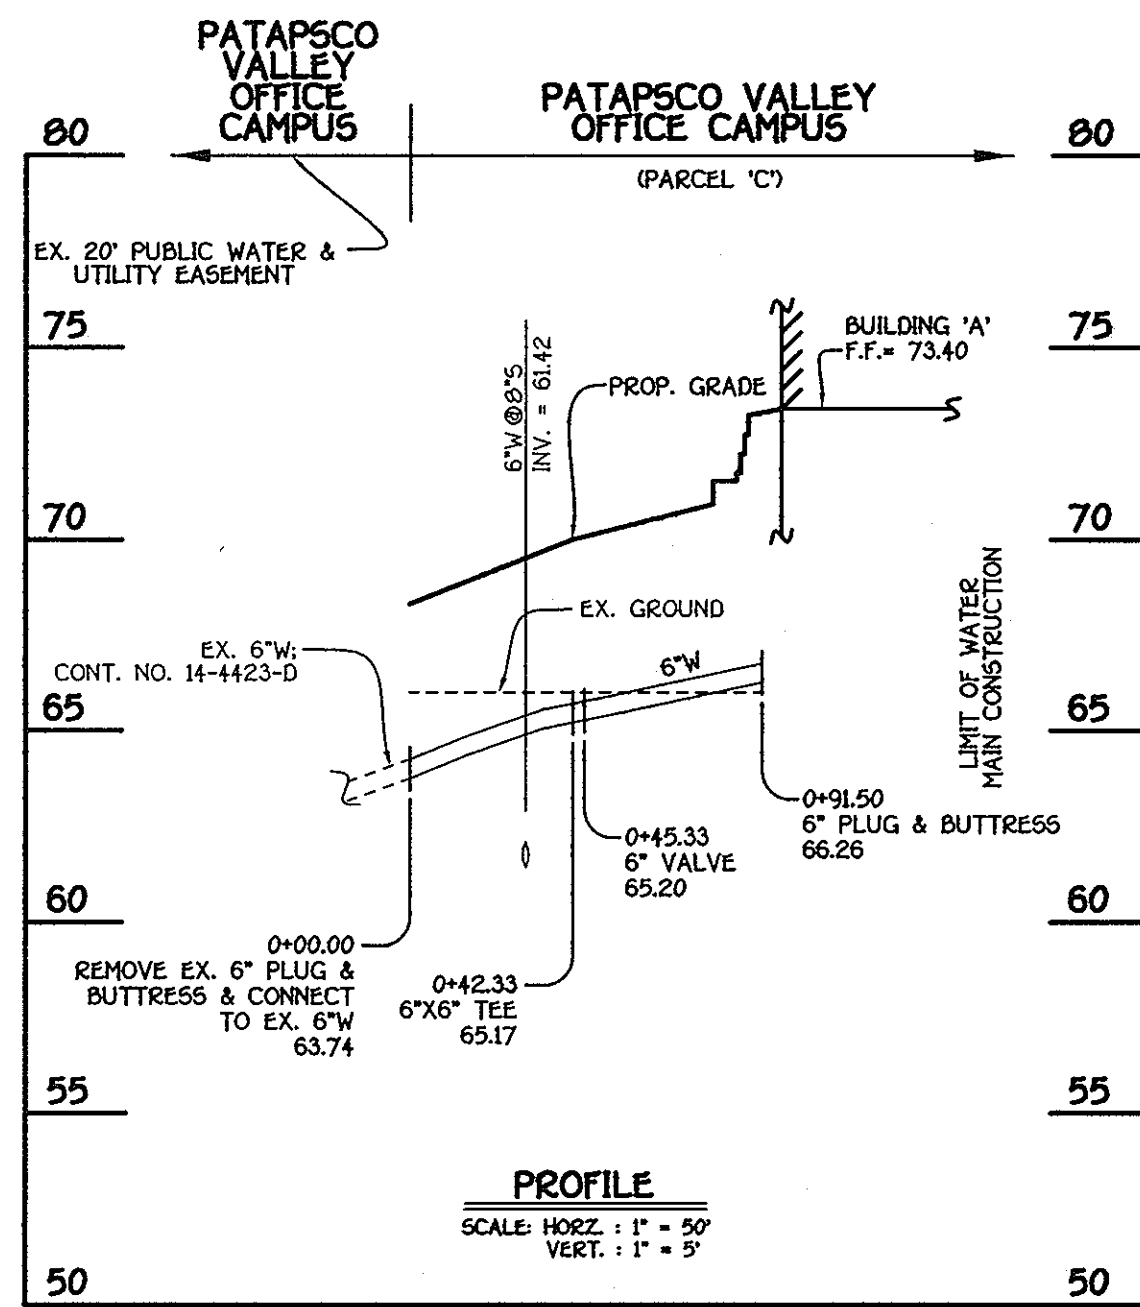 PATAPSCO
VALLEY
OFFICE
CAMPUS
PATAPSCO VALLEY
OFFICE CAMPUS
(PARCEL 'C')
80
80
EX. 20' PUBLIC WATER &
UTILITY EASEMENT
75
75
BUILDING 'A'
F.F.= 73.40
6"W @ 8"S
INV. = 61.42
PROP. GRADE
70
70
EX. GROUND
EX. 6"W;
CONT. NO. 14-4423-D
6"W
LIMIT OF WATER
MAIN CONSTRUCTION
65
65
0+91.50
6" PLUG & BUTTRESS
66.26
0+45.33
6" VALVE
65.20
60
60
0+00.00
REMOVE EX. 6" PLUG &
BUTTRESS & CONNECT
TO EX. 6"W
63.74
0+42.33
6"X6" TEE
65.17
55
55
PROFILE
SCALE: HORZ. : 1" = 50'
VERT. : 1" = 5'
50
50